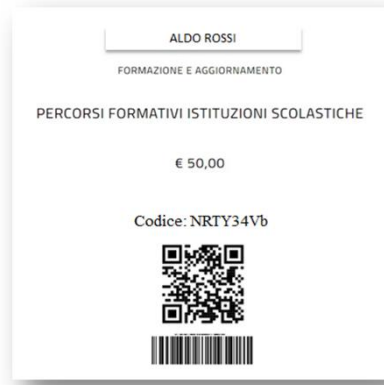 ALDO ROSSI
FORMAZIONE E AGGIORNAMENTO
PERCORSI FORMATIVI ISTITUZIONI SCOLASTICHE
€ 50,00
Codice: NRTY34Vb